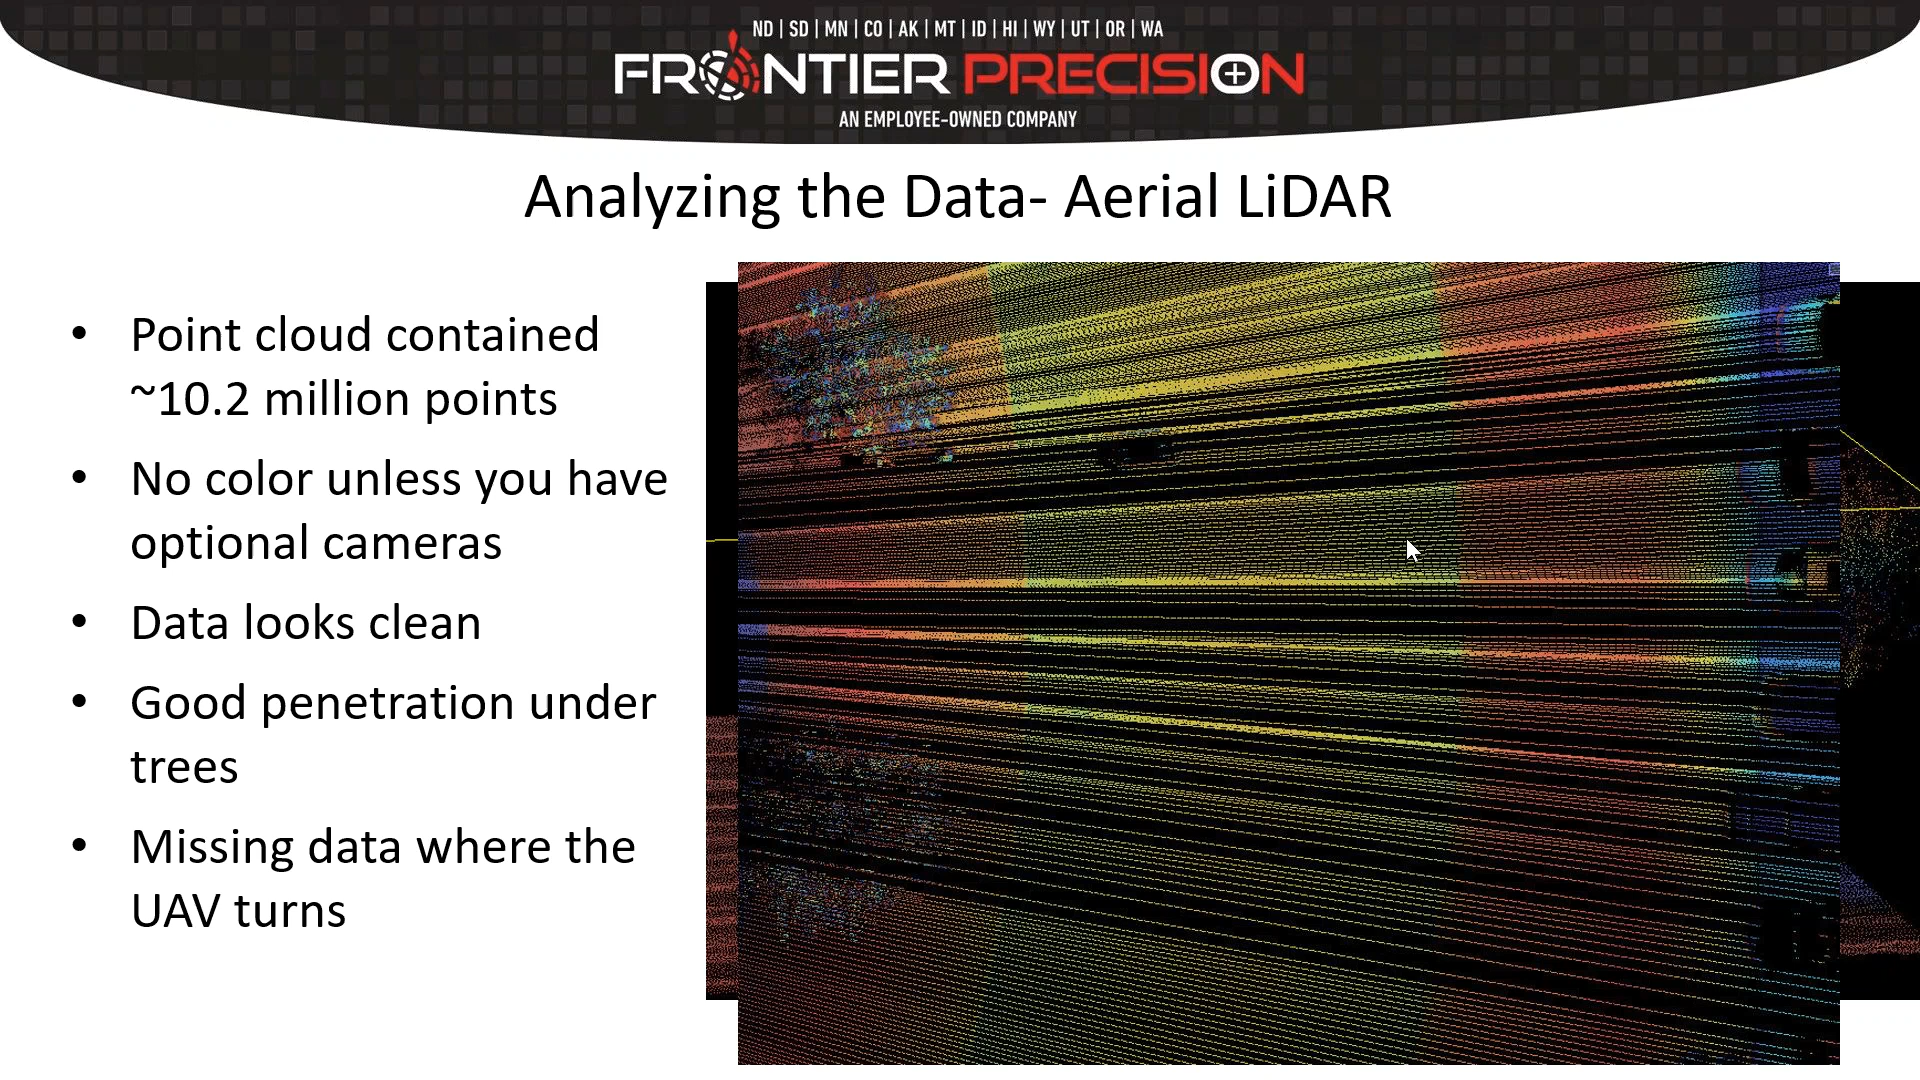 ND | SD | MN | CO | AK | MT | ID | HI | WY | UT | OR | WA
FRONTIER PRECISION
AN EMPLOYEE-OWNED COMPANY
Analyzing the Data- Aerial LiDAR
• Point cloud contained
~10.2 million points
• No color unless you have
optional cameras
• Data looks clean
• Good penetration under
trees
• Missing data where the
UAV turns